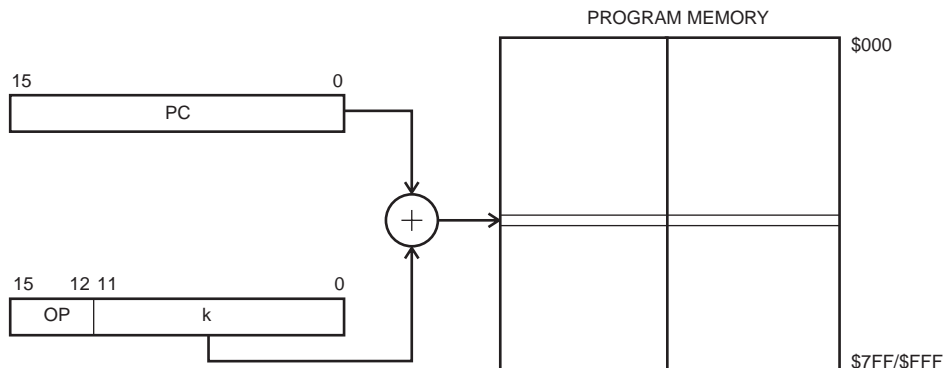 PROGRAM MEMORY
$000
15 0
PC
+
15 12 11 0
OP k
$7FF/$FFF